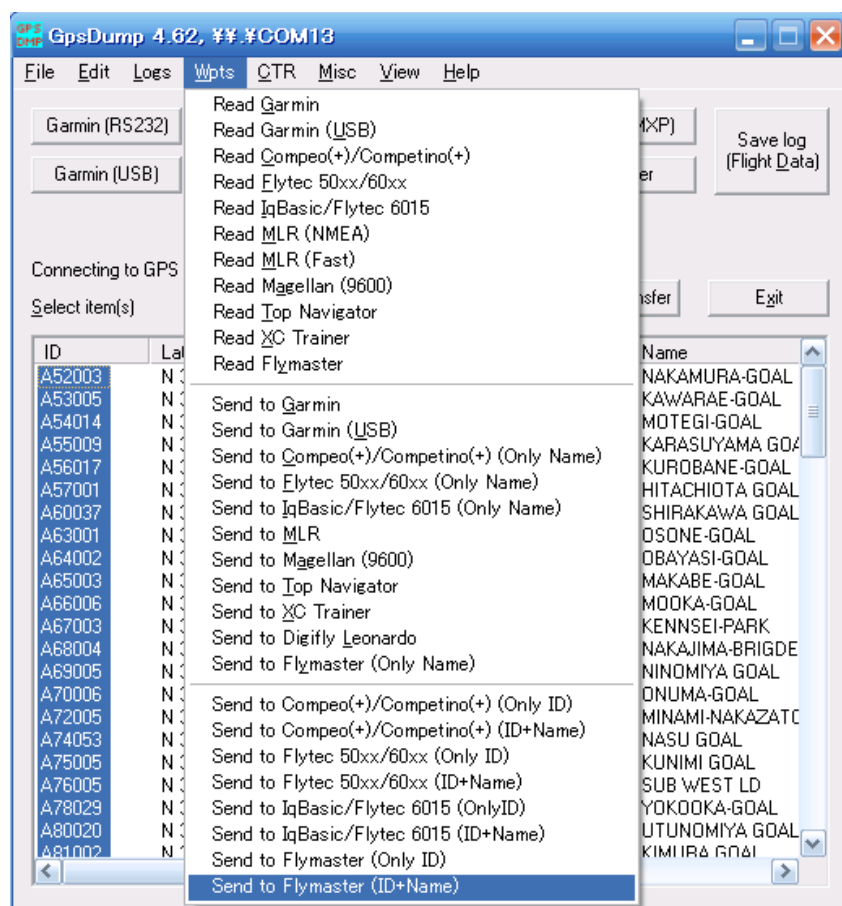 GPS DMP GpsDump 4.62, ¥¥.¥COM13
File Edit Logs Wpts CTR Misc View Help
Garmin (RS232)
Garmin (USB)
Save log
(Flight Data)
Connecting to GPS
Select item(s)
Exit
Read Garmin
Read Garmin (USB)
Read Compeo(+)/Competino(+)
Read Flytec 50xx/60xx
Read IqBasic/Flytec 6015
Read MLR (NMEA)
Read MLR (Fast)
Read Magellan (9600)
Read Top Navigator
Read XC Trainer
Read Flymaster
Send to Garmin
Send to Garmin (USB)
Send to Compeo(+)/Competino(+) (Only Name)
Send to Flytec 50xx/60xx (Only Name)
Send to IqBasic/Flytec 6015 (Only Name)
Send to MLR
Send to Magellan (9600)
Send to Top Navigator
Send to XC Trainer
Send to Digifly Leonardo
Send to Flymaster (Only Name)
Send to Compeo(+)/Competino(+) (Only ID)
Send to Compeo(+)/Competino(+) (ID+Name)
Send to Flytec 50xx/60xx (Only ID)
Send to Flytec 50xx/60xx (ID+Name)
Send to IqBasic/Flytec 6015 (OnlyID)
Send to IqBasic/Flytec 6015 (ID+Name)
Send to Flymaster (Only ID)
Send to Flymaster (ID+Name)
ID Name
A52003 N NAKAMURA-GOAL
A53005 N KAWARAE-GOAL
A54014 N MOTEGI-GOAL
A55009 N KARASUYAMA
A56017 N KUROBANE-GOAL
A57001 N HITACHIOTA GOAL
A60037 N SHIRAKAWA GOAL
A63001 N OSONE-GOAL
A64002 N OBAYASI-GOAL
A65003 N MAKABE-GOAL
A66006 N MOOKA-GOAL
A67003 N KENNSEI-PARK
A68004 N NAKAJIMA-BRIGDE
A69005 N NINOMIYA GOAL
A70006 N ONUMA-GOAL
A72005 N MINAMI-NAKAZATO
A74053 N NASU GOAL
A75005 N KUNIMI GOAL
A76005 N SUB WEST LD
A78029 N YOKOOKA-GOAL
A80020 N UTUNOMIYA GOAL
A81002 N KIMURA GOAL